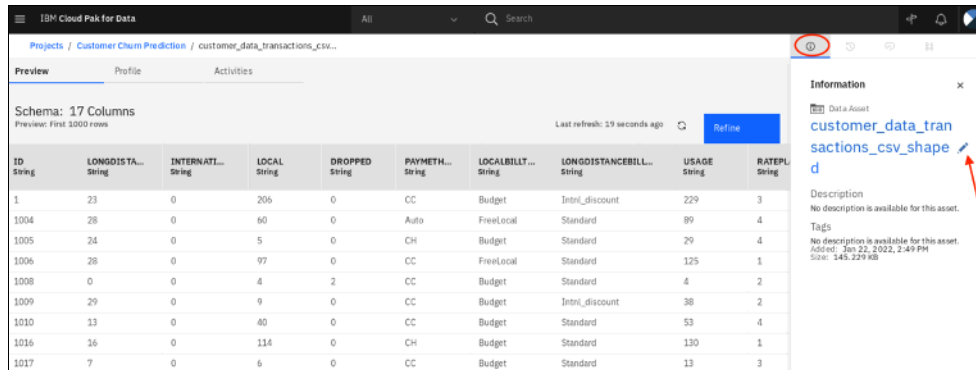 IBM Cloud Pak for Data All Search
Projects / Customer Churn Prediction / customer_data_transactions_csv...
Preview Profile Activities
Schema: 17 Columns
Preview: First 1000 rows
Last refresh: 19 seconds ago Refine
ID LONGDISTA... INTERNATI... LOCAL DROPPED PAYMETH... LOCALBILLT... LONGDISTANCEBILL... USAGE RATEPL
String String String String String String String String String String
1 23 0 206 0 CC Budget Intnl_discount 229 3
1004 28 0 60 0 Auto FreeLocal Standard 89 4
1005 24 0 5 0 CH Budget Standard 29 4
1006 28 0 97 0 CC FreeLocal Standard 125 1
1008 0 0 4 2 CC Budget Standard 4 2
1009 29 0 9 0 CC Budget Intnl_discount 38 2
1010 13 0 40 0 CC Budget Standard 53 4
1016 16 0 114 0 CH Budget Standard 130 1
1017 7 0 6 0 CC Budget Standard 13 3
Information ×
Data Asset
customer_data_tran
sactions_csv_shape
d
Description
No description is available for this asset.
Tags
No description is available for this asset.
Added: Jan 22, 2022, 2:49 PM
Size: 145.229 KB